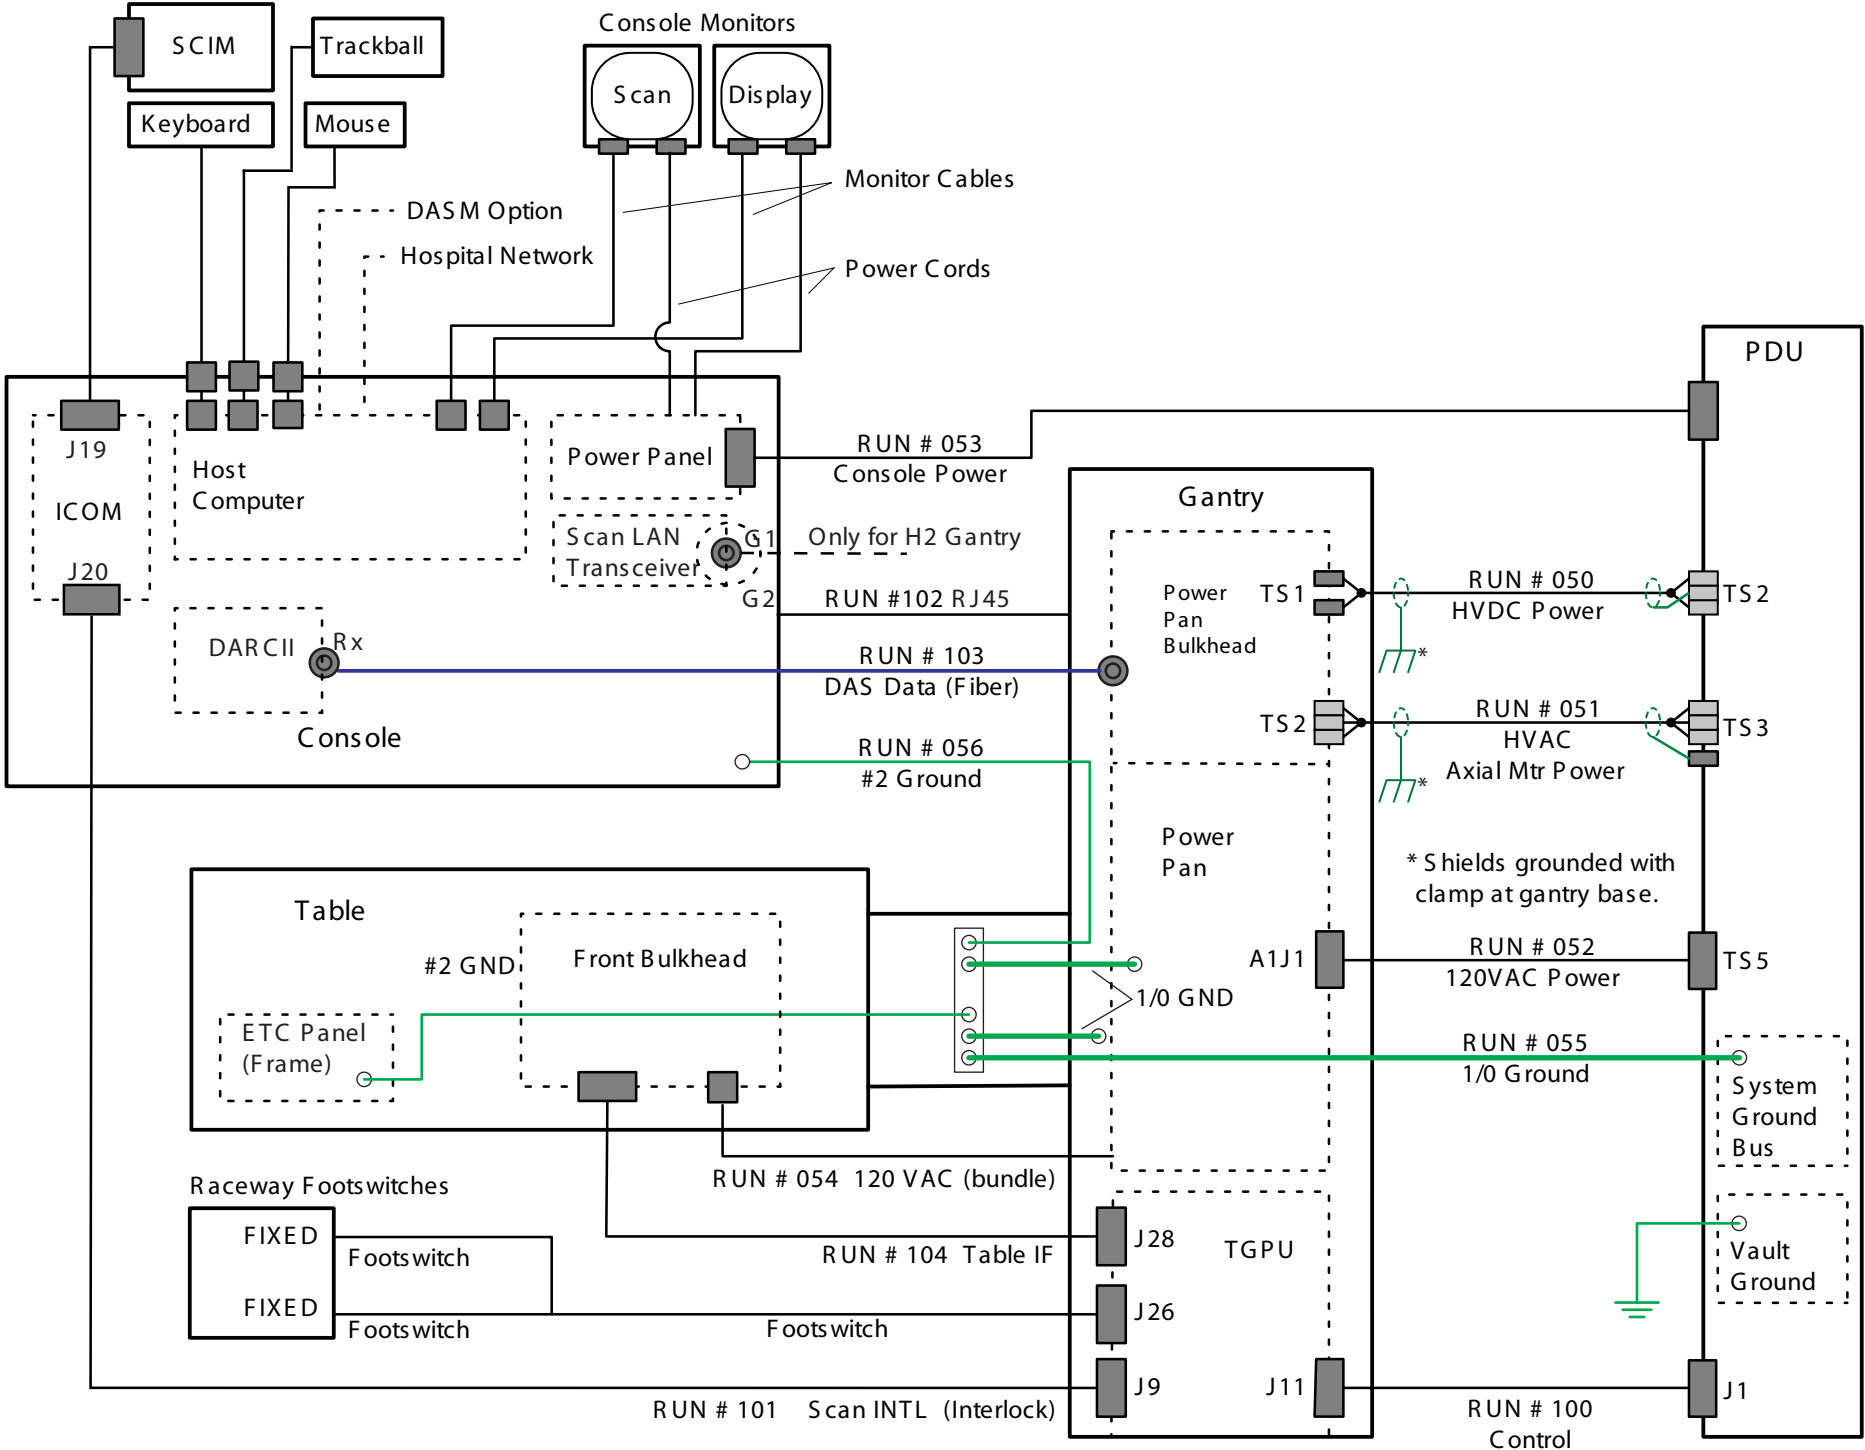 Console Monitors
SCIM
Trackball
Keyboard
Mouse
Scan
Display
Monitor Cables
DASM Option
Hospital Network
Power Cords
PDU
J19
ICOM
J20
Host
Computer
Power Panel
RUN # 053
Console Power
Scan LAN
Transceiver
G1
Only for H2 Gantry
G2
RUN #102 RJ45
DARCII
Rx
RUN # 103
DAS Data (Fiber)
Console
RUN # 056
#2 Ground
Gantry
Power
Pan
Bulkhead
TS1
RUN # 050
HVDC Power
TS2
*
TS2
RUN # 051
HVAC
Axial Mtr Power
TS3
*
Power
Pan
* Shields grounded with
clamp at gantry base.
Table
#2 GND
Front Bulkhead
ETC Panel
(Frame)
1/0 GND
A1J1
RUN # 052
120VAC Power
TS5
RUN # 055
1/0 Ground
System
Ground
Bus
RUN # 054 120 VAC (bundle)
Raceway Footswitches
FIXED
Footswitch
FIXED
Footswitch
Footswitch
RUN # 104 Table IF
J28
TGPU
J26
Vault
Ground
J9
RUN # 101 Scan INTL (Interlock)
J11
RUN # 100
Control
J1